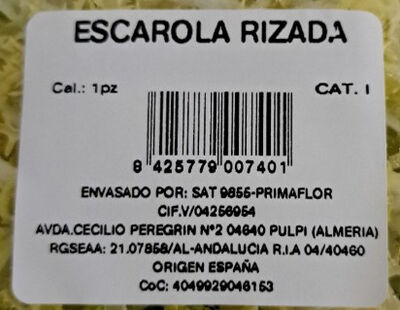 ESCAROLA RIZADA
Cal.: 1pz CAT. I
8 425779 007401
ENVASADO POR: SAT 9855-PRIMAFLOR
CIF.V/04256954
AVDA.CECILIO PEREGRIN Nº2 04640 PULPI (ALMERIA)
RGSEAA: 21.07858/AL-ANDALUCIA R.I.A 04/40460
ORIGEN ESPAÑA
CoC: 4049929046153